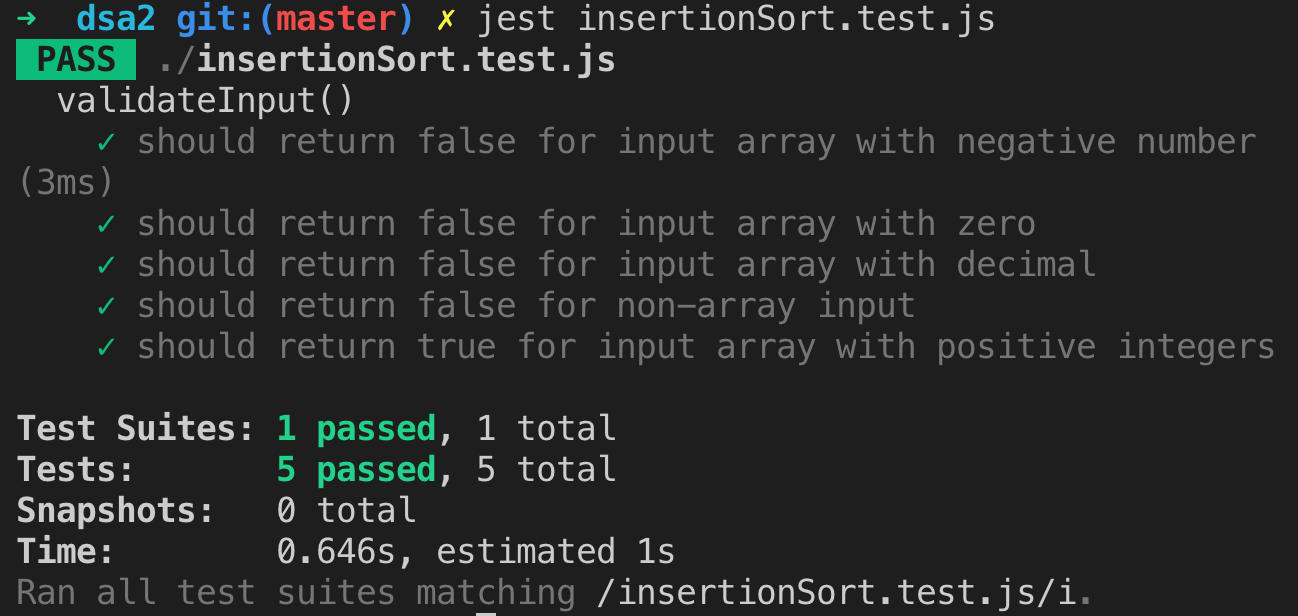 ➜  dsa2 git:(master) ✗ jest insertionSort.test.js
PASS ./insertionSort.test.js
validateInput()
✓ should return false for input array with negative number
(3ms)
✓ should return false for input array with zero
✓ should return false for input array with decimal
✓ should return false for non-array input
✓ should return true for input array with positive integers
Test Suites: 1 passed, 1 total
Tests: 5 passed, 5 total
Snapshots: 0 total
Time: 0.646s, estimated 1s
Ran all test suites matching /insertionSort.test.js/i.